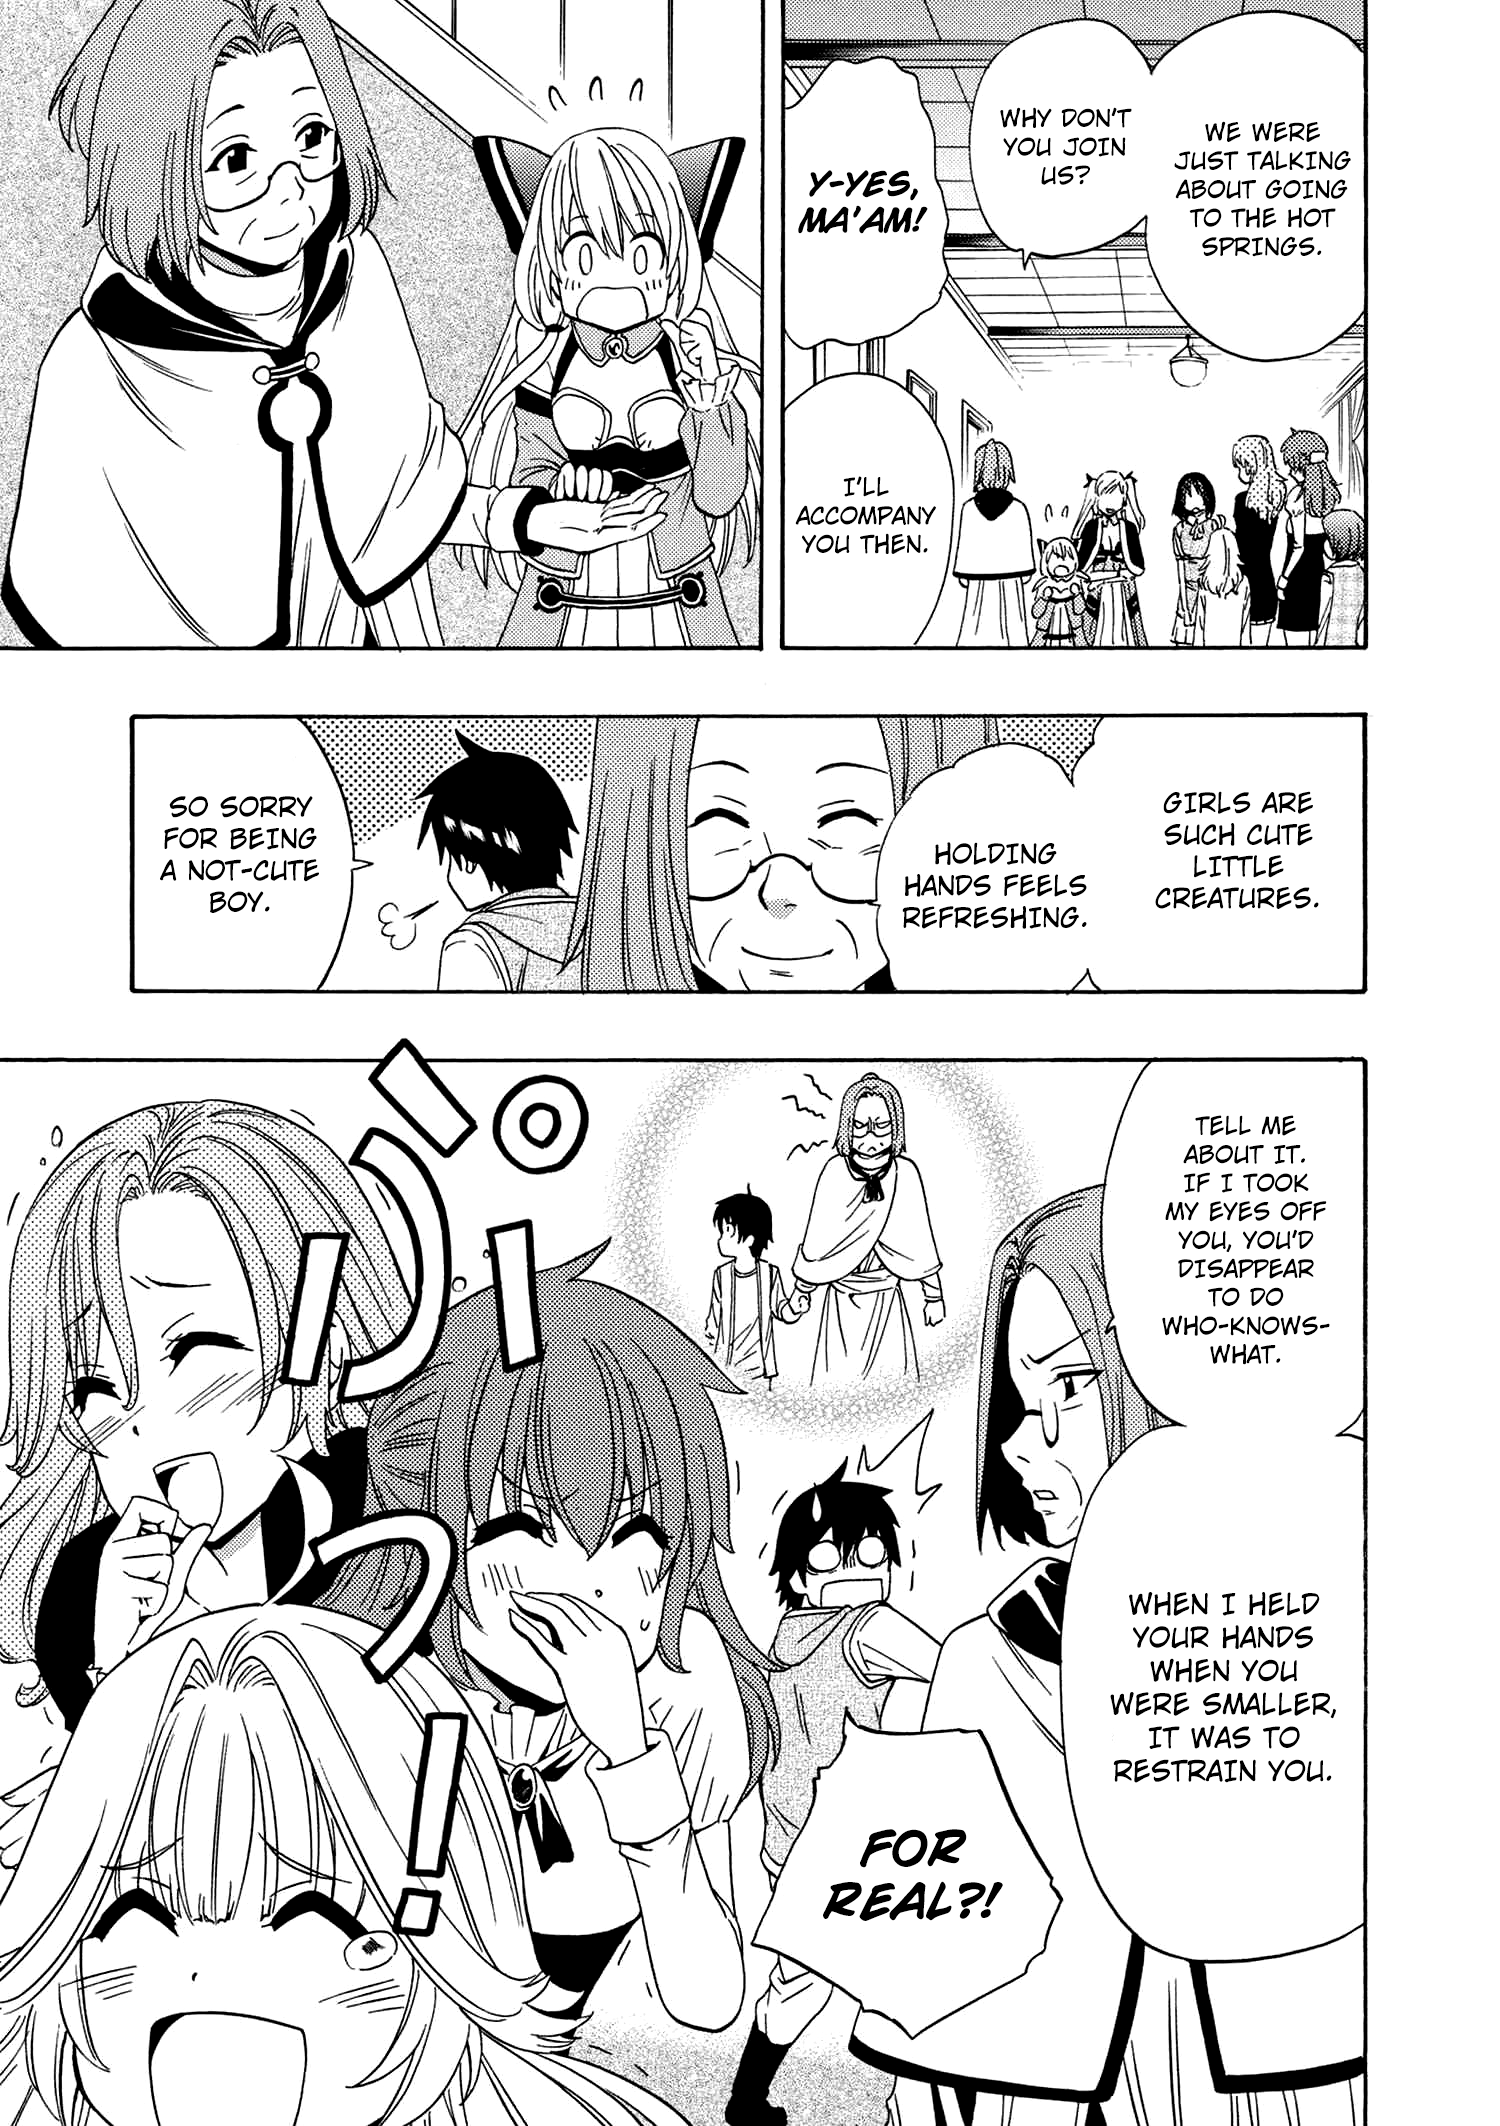 WE WERE
JUST TALKING
ABOUT GOING
TO THE HOT
SPRINGS.
WHY DON'T
YOU JOIN
US?
Y-YES,
MA'AM!
I'LL
ACCOMPANY
YOU THEN.
GIRLS ARE
SUCH CUTE
LITTLE
CREATURES.
HOLDING
HANDS FEELS
REFRESHING.
SO SORRY
FOR BEING
A NOT-CUTE
BOY.
TELL ME
ABOUT IT.
IF I TOOK
MY EYES OFF
YOU, YOU'D
DISAPPEAR
TO DO
WHO-KNOWS-
WHAT.
WHEN I HELD
YOUR HANDS
WHEN YOU
WERE SMALLER,
IT WAS TO
RESTRAIN YOU.
FOR
REAL?!
プハッ!